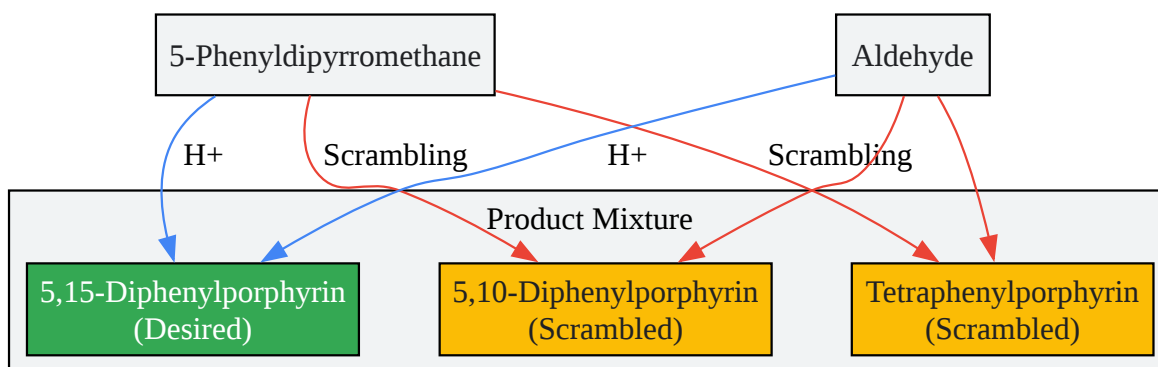 5-Phenyldipyrromethane
Aldehyde
H+
Scrambling
H+
Scrambling
Product Mixture
5,15-Diphenylporphyrin
(Desired)
5,10-Diphenylporphyrin
(Scrambled)
Tetraphenylporphyrin
(Scrambled)